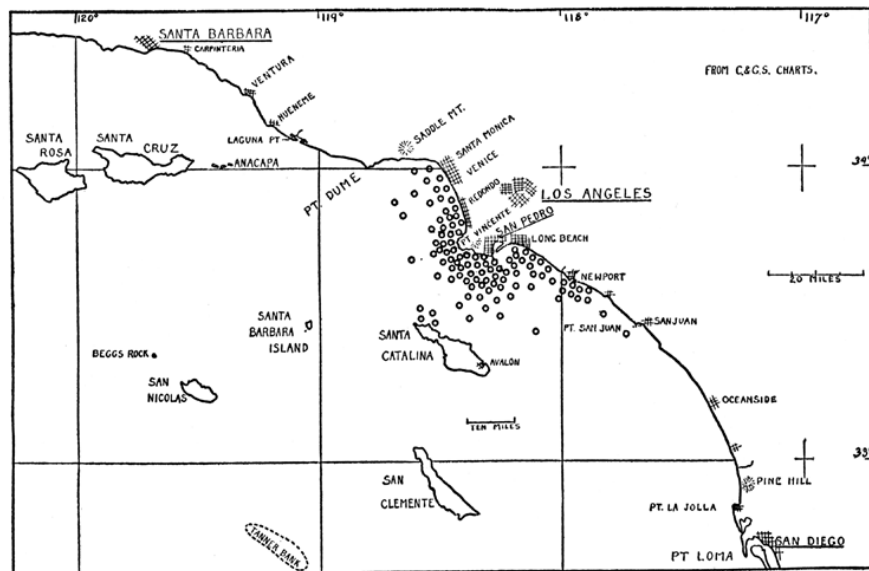 120°
119°
118°
117°
SANTA BARBARA
CARPINTERIA
FROM C.&G.S. CHARTS.
VENTURA
HUENEME
SADDLE MT.
LAGUNA PT.
SANTA
ROSA
SANTA
CRUZ
ANACAPA
SANTA MONICA
VENICE
34°
PT. DUME
REDONDO
LOS ANGELES
PT VINCENTE
SAN PEDRO
LONG BEACH
NEWPORT
20 MILES
SANTA
BARBARA
ISLAND
SANTA
CATALINA
PT. SAN JUAN
SAN JUAN
BEGGS ROCK
AVALON
SAN
NICOLAS
OCEANSIDE
TEN MILES
33°
SAN
CLEMENTE
PINE HILL
PT. LA JOLLA
TANNER BANK
SAN DIEGO
PT LOMA